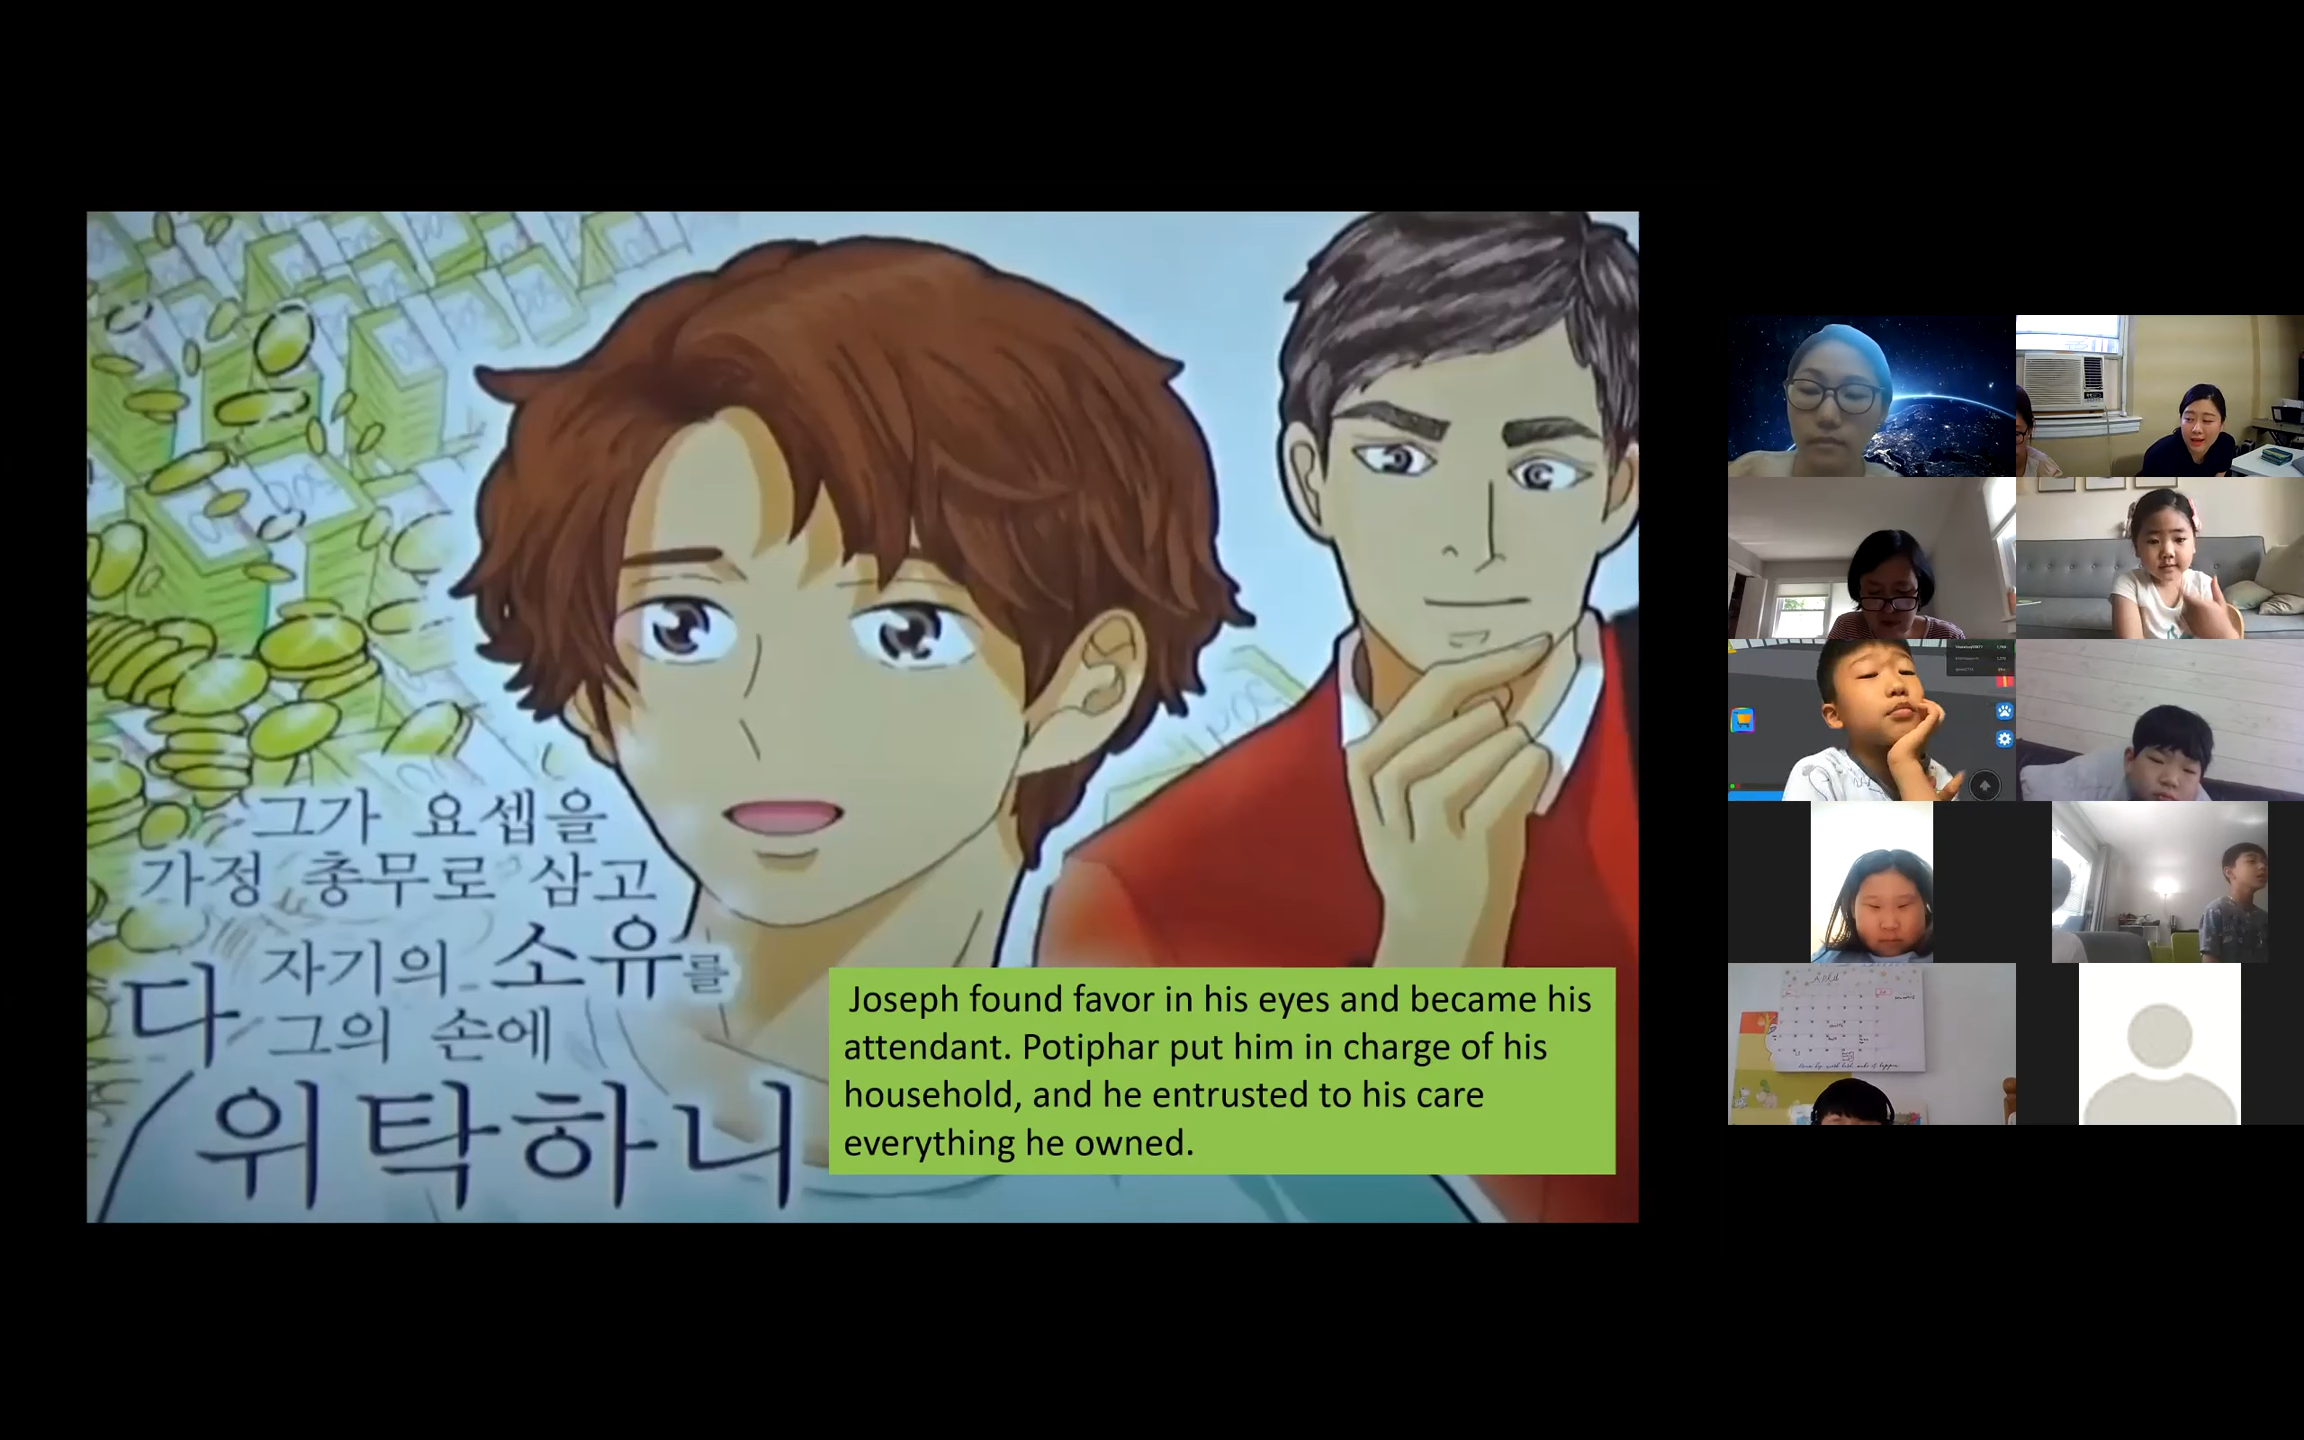 그가 요셉을
가정 총무로 삼고
자기의 소유를
다 그의 손에
위탁하니
Joseph found favor in his eyes and became his
attendant. Potiphar put him in charge of his
household, and he entrusted to his care
everything he owned.